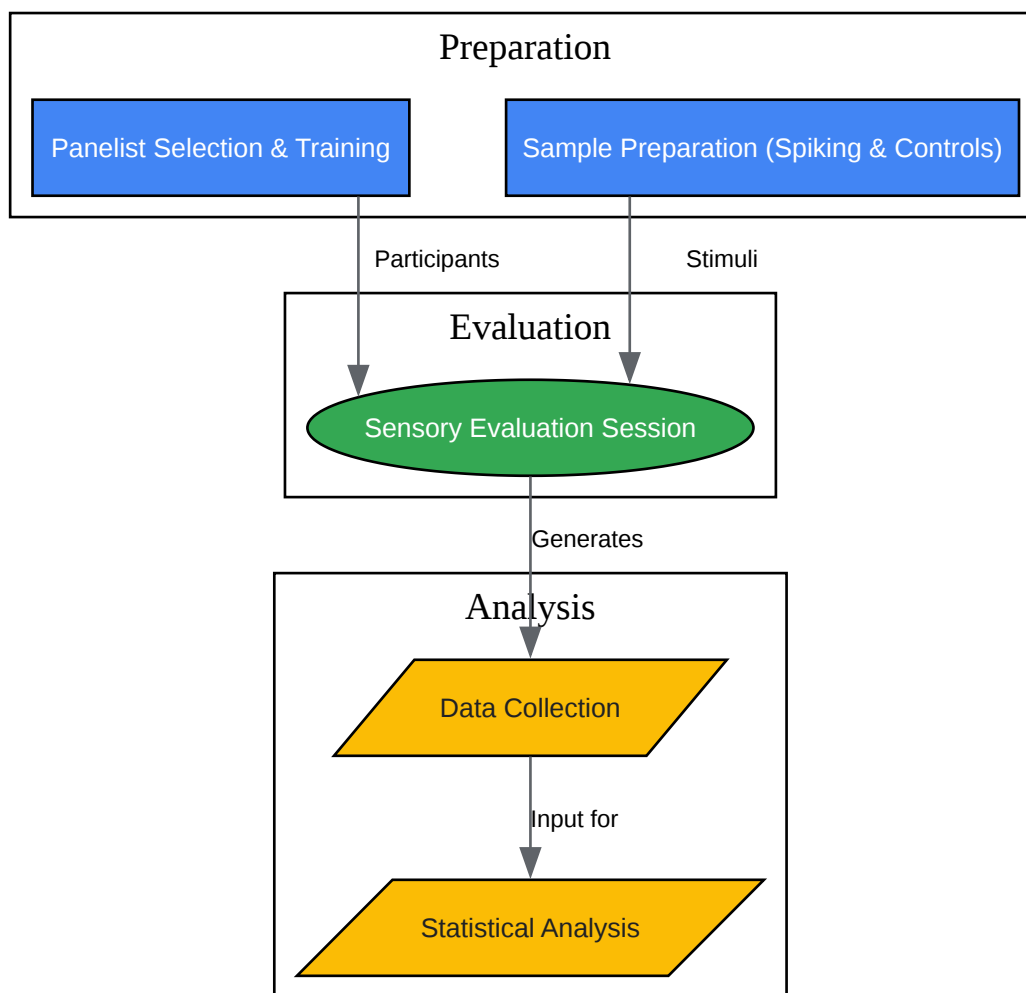 Preparation
Panelist Selection & Training
Sample Preparation (Spiking & Controls)
Participants
Stimuli
Evaluation
Sensory Evaluation Session
Generates
Analysis
Data Collection
Input for
Statistical Analysis